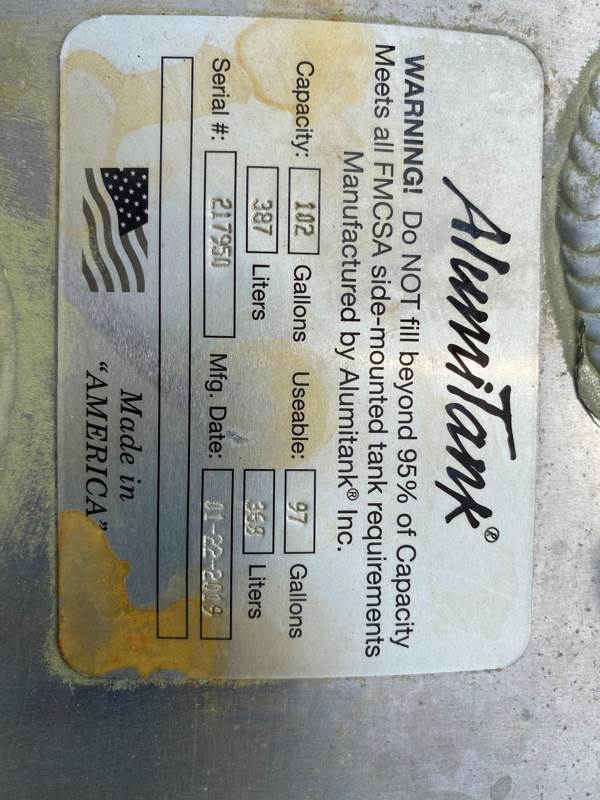 AlumiTank®
WARNING! Do NOT fill beyond 95% of Capacity
Meets all FMCSA side-mounted tank requirements
Manufactured by Alumitank® Inc.
Capacity: 102 Gallons Useable: 97 Gallons
387 Liters 368 Liters
Serial #: 217950 Mfg. Date: 01-22-2019
Made in
“AMERICA”